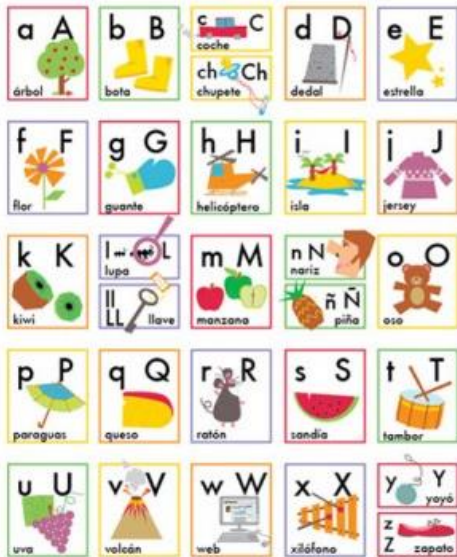 a A
árbol
b B
bota
c C
coche
ch Ch
chupete
d D
dedal
e E
estrella
f F
flor
g G
guante
h H
helicóptero
i I
isla
j J
jersey
k K
kiwi
l L
lupa
ll
LL
llave
m M
manzana
n N
nariz
ñ Ñ
piña
o O
oso
p P
paraguas
q Q
queso
r R
ratón
s S
sandía
t T
tambor
u U
uva
v V
volcán
w W
web
x X
xilófono
y Y
yoyó
z
Z
zapato